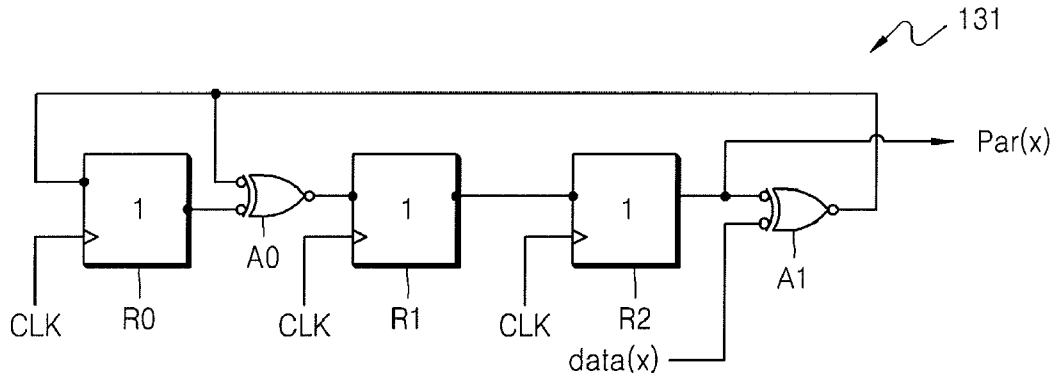 131
Par(x)
1
1
1
A0
A1
CLK
R0
CLK
R1
CLK
R2
data(x)